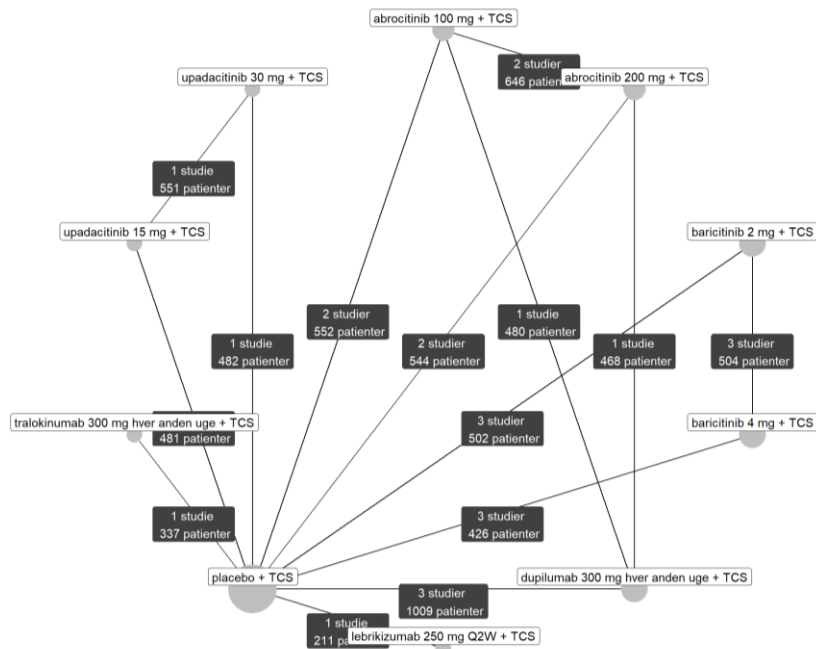 abrocitinib 100 mg + TCS
2 studier
646 patien
abrocitinib 200 mg + TCS
upadacitinib 30 mg + TCS
1 studie
551 patienter
upadacitinib 15 mg + TCS
baricitinib 2 mg + TCS
2 studier
552 patienter
1 studie
480 patienter
1 studie
482 patienter
2 studier
544 patienter
1 studie
468 patienter
3 studier
504 patienter
tralokinumab 300 mg hver anden uge + TCS
481 patienter
3 studier
502 patienter
baricitinib 4 mg + TCS
1 studie
337 patienter
3 studier
426 patienter
placebo + TCS
dupilumab 300 mg hver anden uge + TCS
3 studier
1009 patienter
1 studie
211 pa
lebrikizumab 250 mg Q2W + TCS